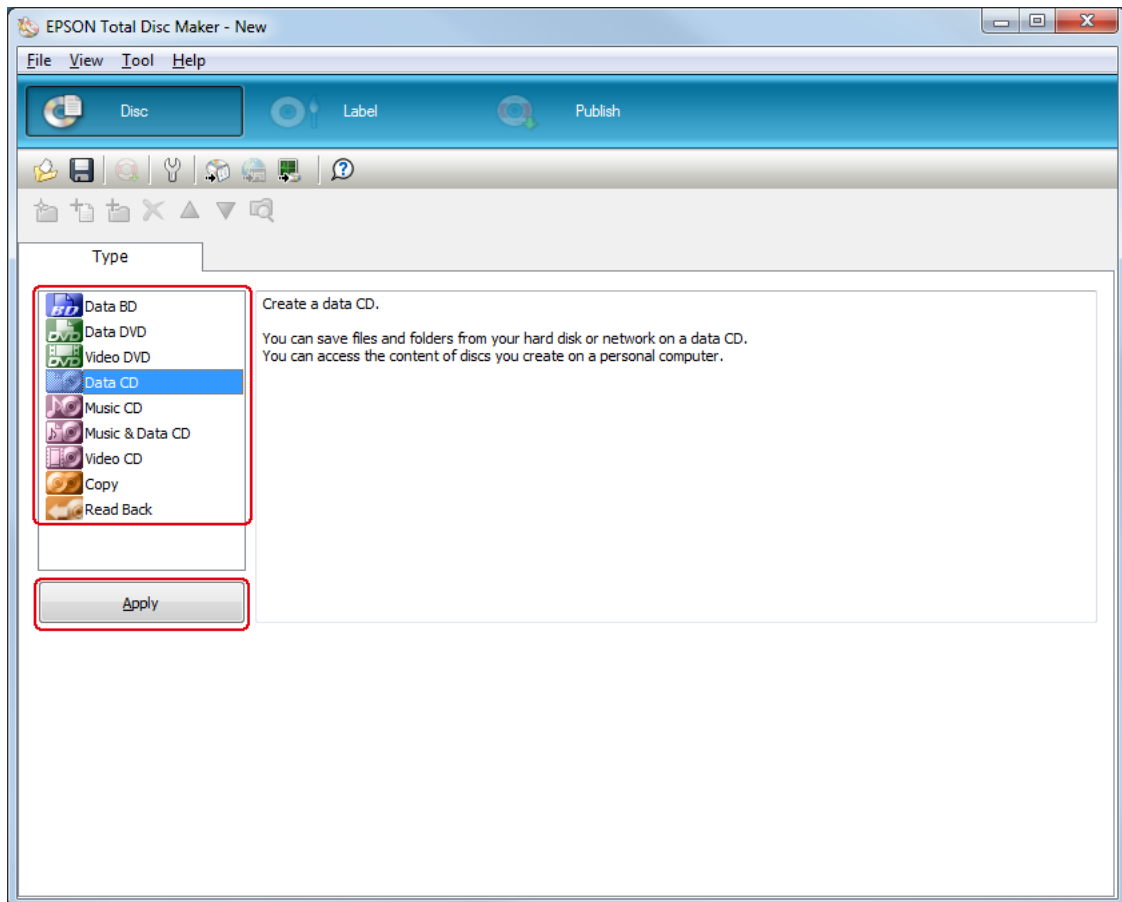 EPSON Total Disc Maker - New
File View Tool Help
Disc Label Publish
Type
Data BD
Data DVD
Video DVD
Data CD
Music CD
Music & Data CD
Video CD
Copy
Read Back
Apply
Create a data CD.
You can save files and folders from your hard disk or network on a data CD.
You can access the content of discs you create on a personal computer.